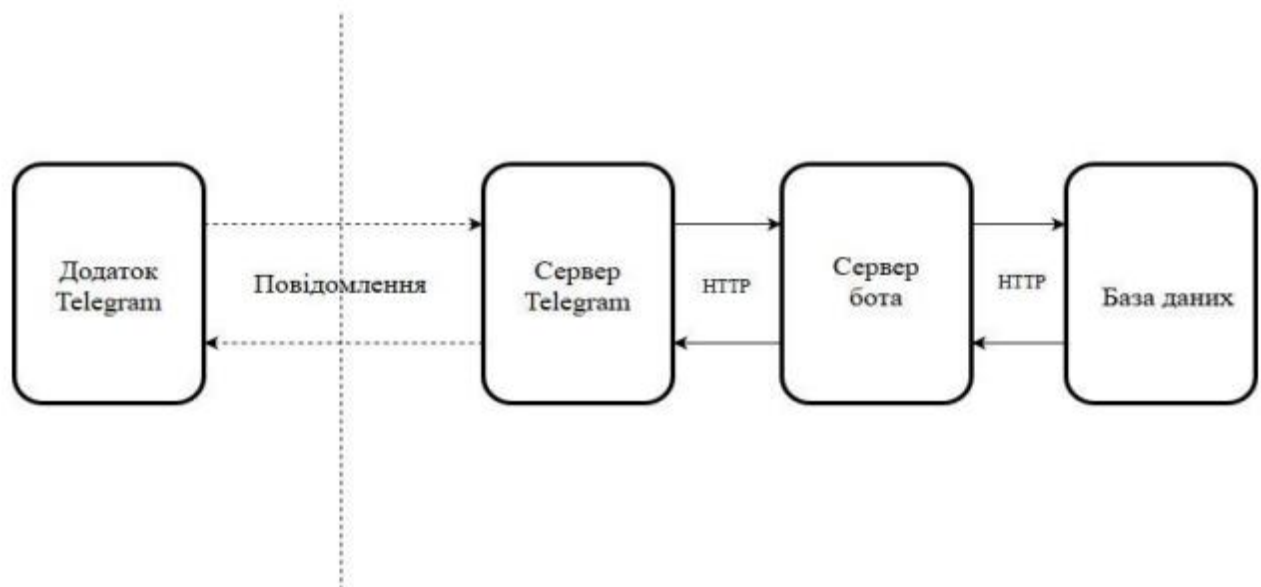 Додаток
Telegram
Повідомлення
Сервер
Telegram
HTTP
Сервер
бота
HTTP
База даних